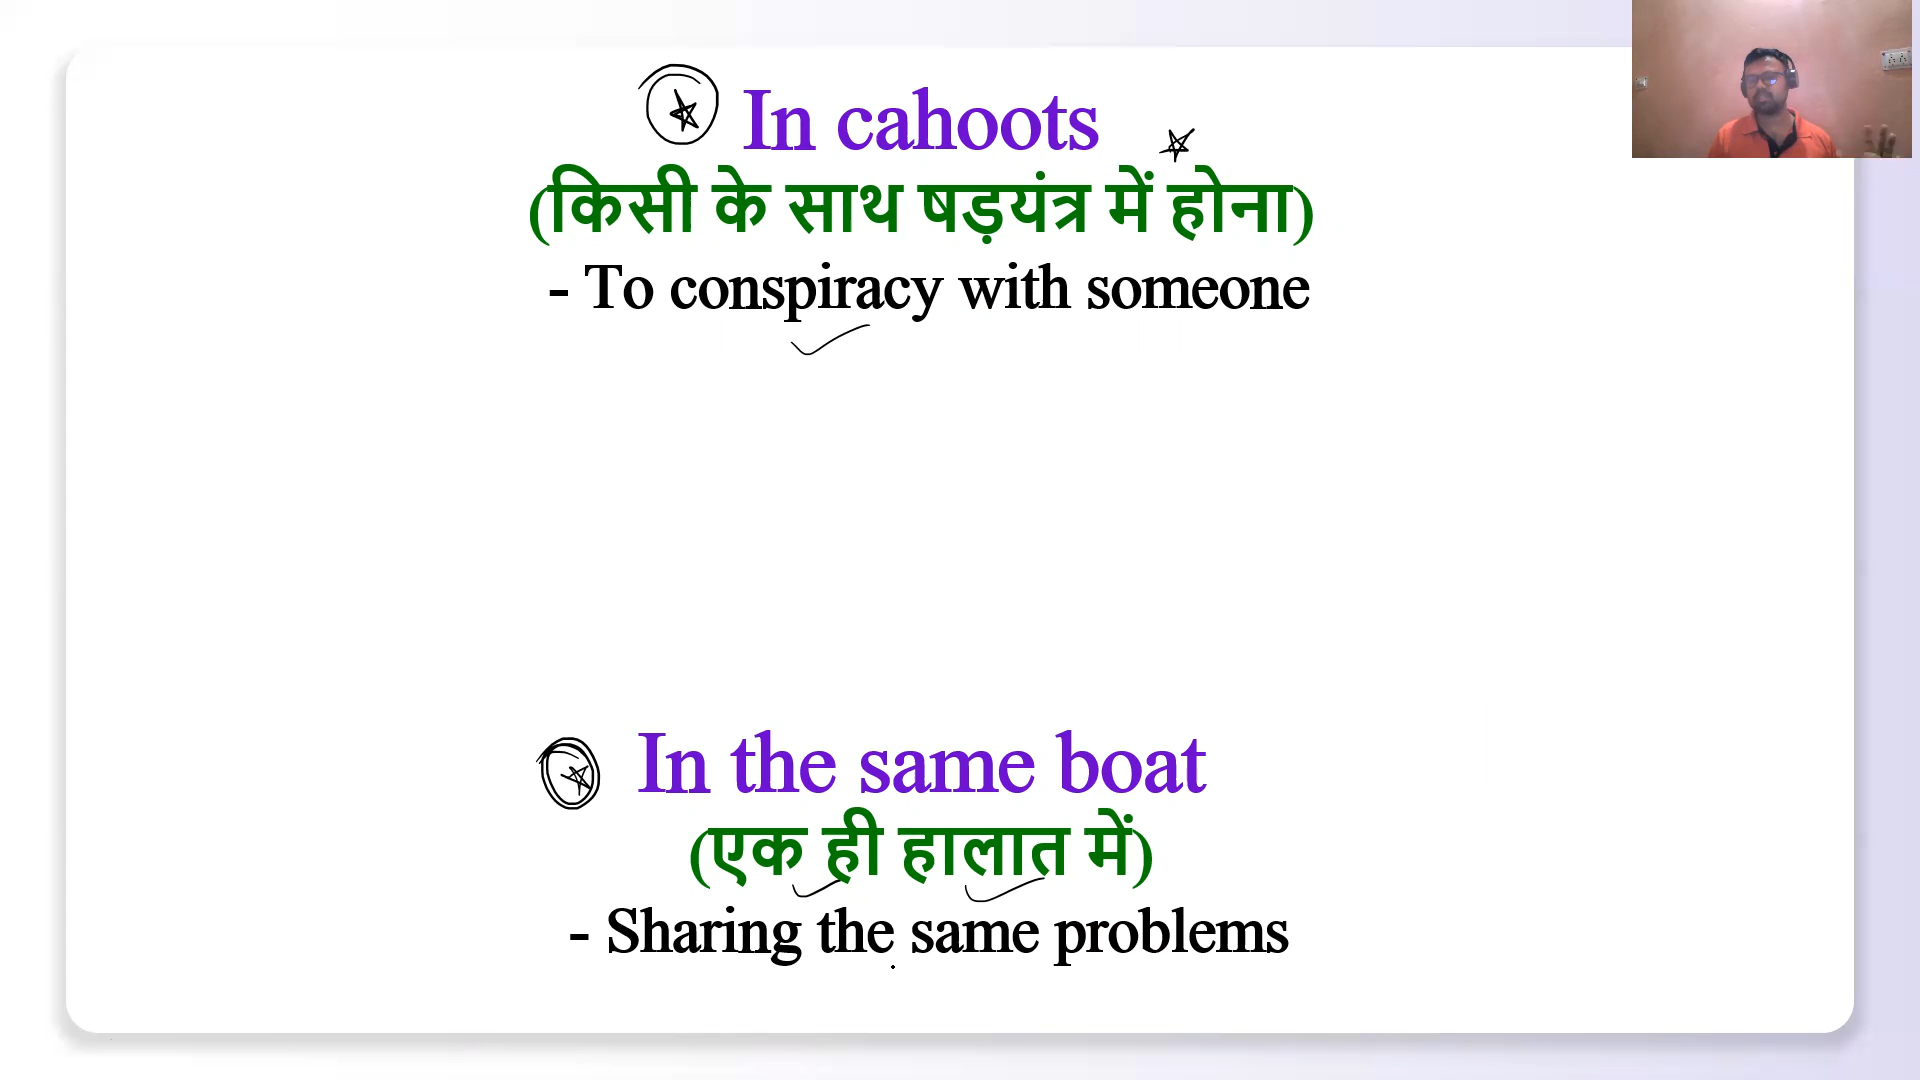 In cahoots
(किसी के साथ षड़यंत्र में होना)
- To conspiracy with someone
In the same boat
(एक ही हालात में)
- Sharing the same problems